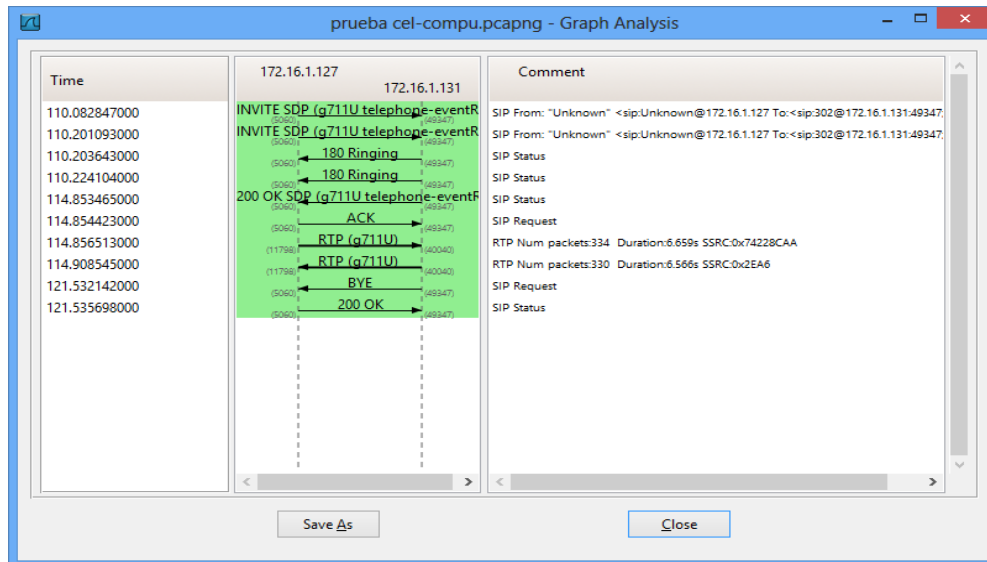 prueba cel-compu.pcapng - Graph Analysis
Time
172.16.1.127
172.16.1.131
Comment
110.082847000 INVITE SDP (g711U telephone-eventR SIP From: "Unknown" <sip:Unknown@172.16.1.127 To:<sip:302@172.16.1.131:49347;
(5060) (49347)
110.201093000 INVITE SDP (g711U telephone-eventR SIP From: "Unknown" <sip:Unknown@172.16.1.127 To:<sip:302@172.16.1.131:49347;
(5060) (49347)
110.203643000 180 Ringing SIP Status
(5060) (49347)
110.224104000 180 Ringing SIP Status
(5060) (49347)
114.853465000 200 OK SDP (g711U telephone-eventR SIP Status
(5060) (49347)
114.854423000 ACK SIP Request
(5060) (49347)
114.856513000 RTP (g711U) RTP Num packets:334 Duration:6.659s SSRC:0x74228CAA
(11798) (40040)
114.908545000 RTP (g711U) RTP Num packets:330 Duration:6.566s SSRC:0x2EA6
(11798) (40040)
121.532142000 BYE SIP Request
(5060) (49347)
121.535698000 200 OK SIP Status
(5060) (49347)
Save As Close